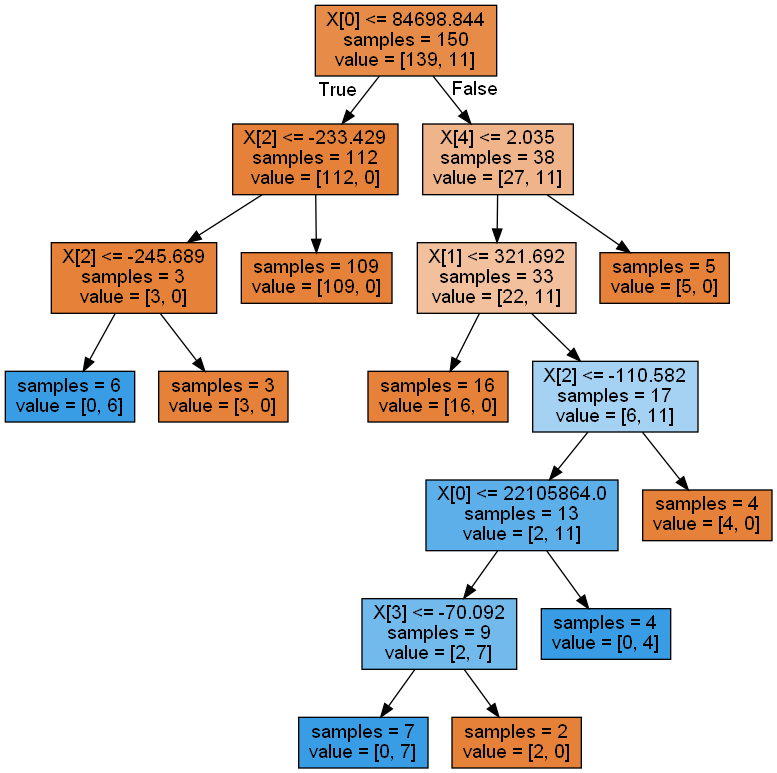 X[0] <= 84698.844
samples = 150
value = [139, 11]
True
False
X[2] <= -233.429
samples = 112
value = [112, 0]
X[4] <= 2.035
samples = 38
value = [27, 11]
X[2] <= -245.689
samples = 3
value = [3, 0]
samples = 109
value = [109, 0]
X[1] <= 321.692
samples = 33
value = [22, 11]
samples = 5
value = [5, 0]
samples = 6
value = [0, 6]
samples = 3
value = [3, 0]
samples = 16
value = [16, 0]
X[2] <= -110.582
samples = 17
value = [6, 11]
X[0] <= 22105864.0
samples = 13
value = [2, 11]
samples = 4
value = [4, 0]
X[3] <= -70.092
samples = 9
value = [2, 7]
samples = 4
value = [0, 4]
samples = 7
value = [0, 7]
samples = 2
value = [2, 0]